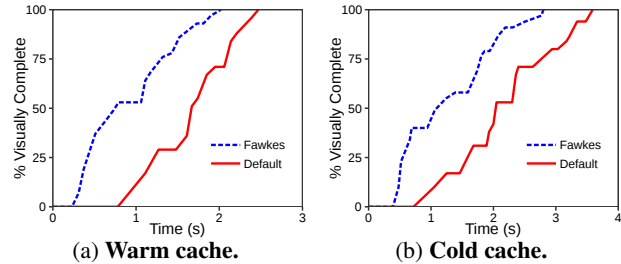 100
75
50
25
0
% Visually Complete
Fawkes
Default
0 1 2 3
Time (s)
(a) Warm cache.
100
75
50
25
0
% Visually Complete
Fawkes
Default
0 1 2 3 4
Time (s)
(b) Cold cache.